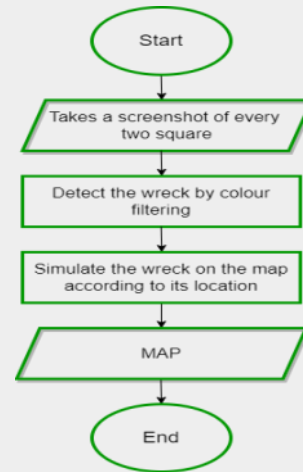 Start
Takes a screenshot of every
two square
Detect the wreck by colour
filtering
Simulate the wreck on the map
according to its location
MAP
End